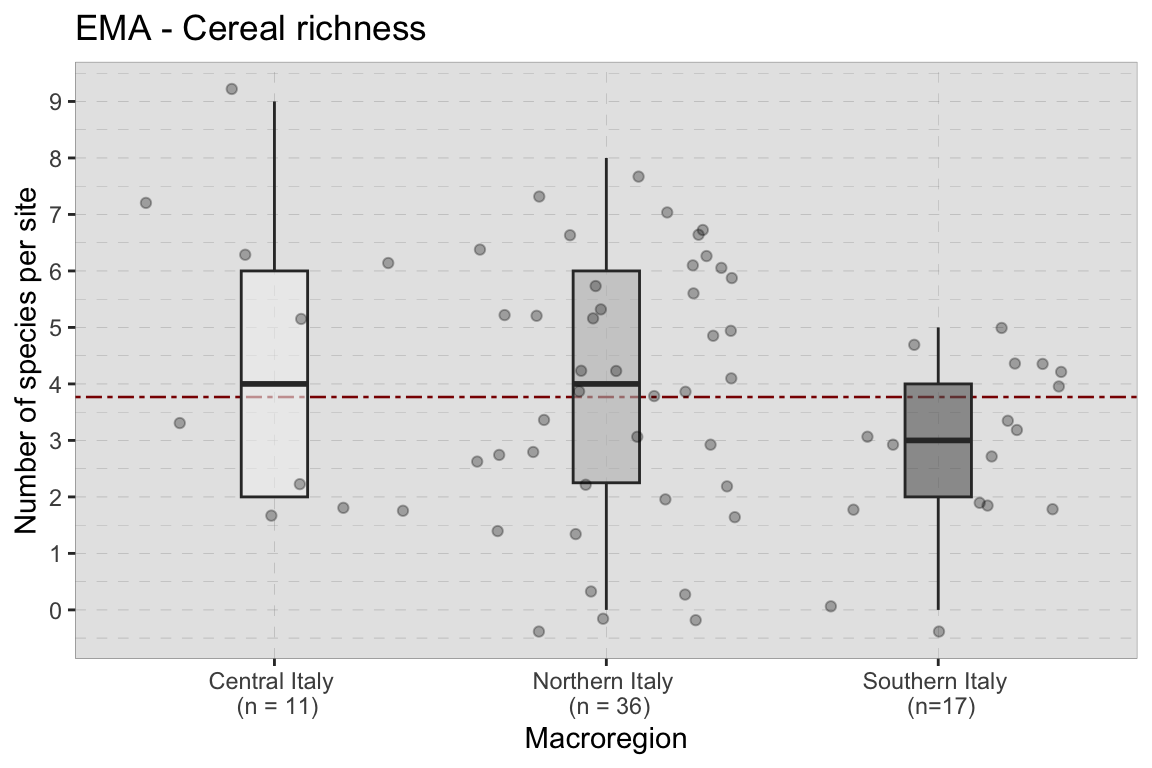 EMA - Cereal richness
Number of species per site
9
8
7
6
5
4
3
2
1
0
Central Italy
(n = 11)
Northern Italy
(n = 36)
Southern Italy
(n=17)
Macroregion